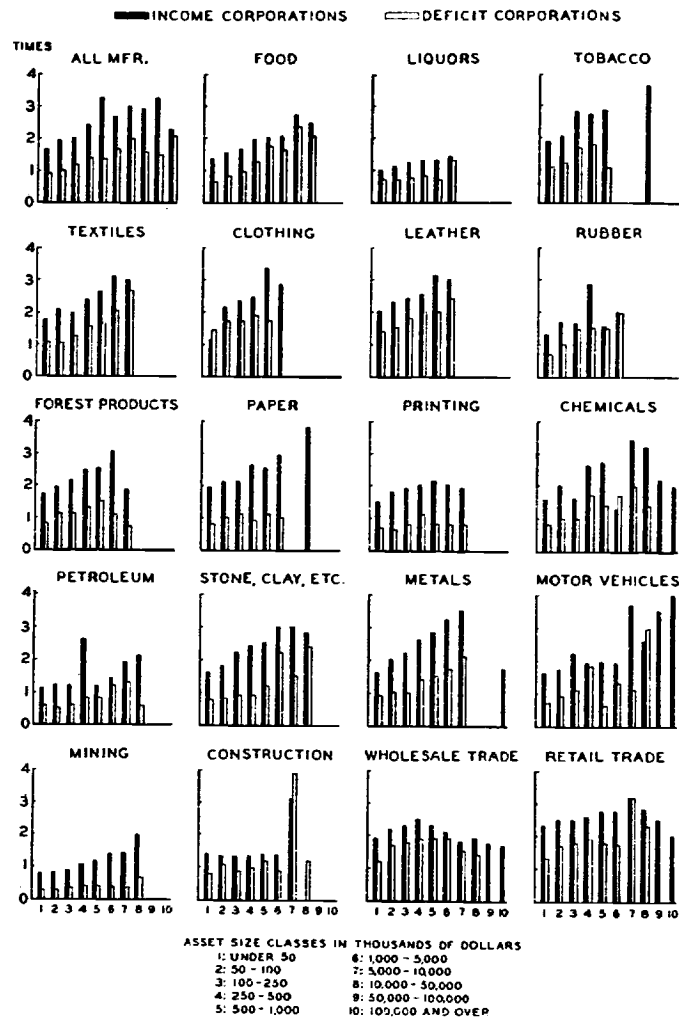 INCOME CORPORATIONS DEFICIT CORPORATIONS
TIMES
ALL MFR. FOOD LIQUORS TOBACCO
4
3
2
1
0
TEXTILES CLOTHING LEATHER RUBBER
4
3
2
1
0
FOREST PRODUCTS PAPER PRINTING CHEMICALS
4
3
2
1
0
PETROLEUM STONE, CLAY, ETC. METALS MOTOR VEHICLES
4
3
2
1
0
MINING CONSTRUCTION WHOLESALE TRADE RETAIL TRADE
4
3
2
1
0
1 2 3 4 5 6 7 8 9 10 1 2 3 4 5 6 7 8 9 10 1 2 3 4 5 6 7 8 9 10 1 2 3 4 5 6 7 8 9 10
ASSET SIZE CLASSES IN THOUSANDS OF DOLLARS
1: UNDER 50 6: 1,000 - 5,000
2: 50 - 100 7: 5,000 - 10,000
3: 100 - 250 8: 10,000 - 50,000
4: 250 - 500 9: 50,000 - 100,000
5: 500 - 1,000 10: 100,000 AND OVER